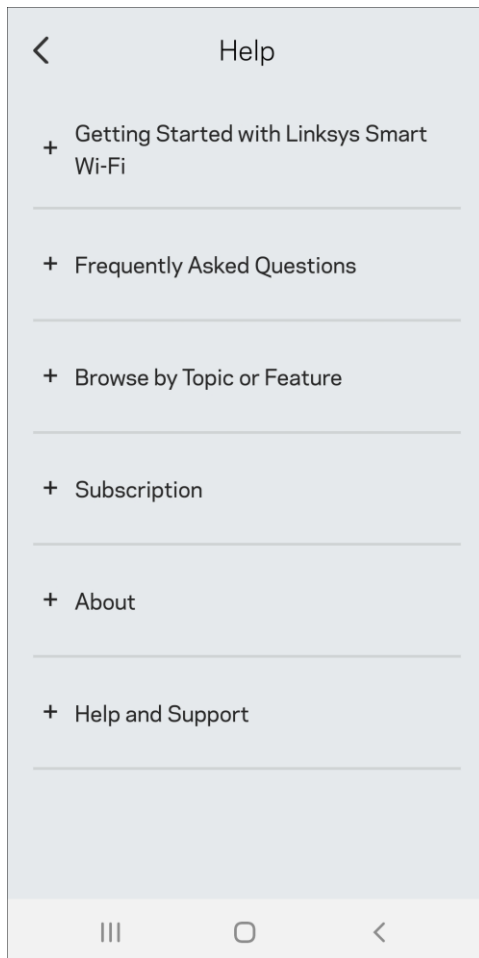 Help
Getting Started with Linksys Smart
Wi-Fi
Frequently Asked Questions
Browse by Topic or Feature
Subscription
About
Help and Support